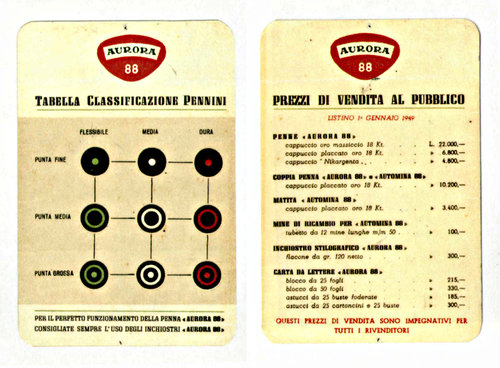 AURORA
88
TABELLA CLASSIFICAZIONE PENNINI
FLESSIBILE MEDIA DURA
PUNTA FINE
PUNTA MEDIA
PUNTA GROSSA
PER IL PERFETTO FUNZIONAMENTO DELLA PENNA «AURORA 88»
CONSIGLIATE SEMPRE L'USO DEGLI INCHIOSTRI «AURORA 88»
AURORA
88
PREZZI DI VENDITA AL PUBBLICO
LISTINO 1° GENNAIO 1949
PENNE «AURORA 88»
cappuccio oro massiccio 18 Kt. . . L. 22.000,—
cappuccio placcato oro 18 Kt. . . » 6.800,—
cappuccio "Nikargenta . . . . » 4.800,—
COPPIA PENNA «AURORA 88» e «AUTOMINA 88»
cappuccio placcato oro 18 Kt. . . » 10.200,—
MATITA «AUTOMINA 88»
cappuccio placcato oro 18 Kt. . . » 3.400,—
MINE DI RICAMBIO PER «AUTOMINA 88»
tubetto da 12 mine lunghe m/m 50 . . » 100,—
INCHIOSTRO STILOGRAFICO «AURORA 88»
flacone da gr. 120 netto . . . » 300,—
CARTA DA LETTERE «AURORA 88»
blocco da 25 fogli . . . . » 215,—
blocco da 50 fogli . . . . » 330,—
astucci da 25 buste foderate . . » 185,—
astucci da 25 cartoncini e 25 buste . » 300,—
QUESTI PREZZI DI VENDITA SONO IMPEGNATIVI PER
TUTTI I RIVENDITORI